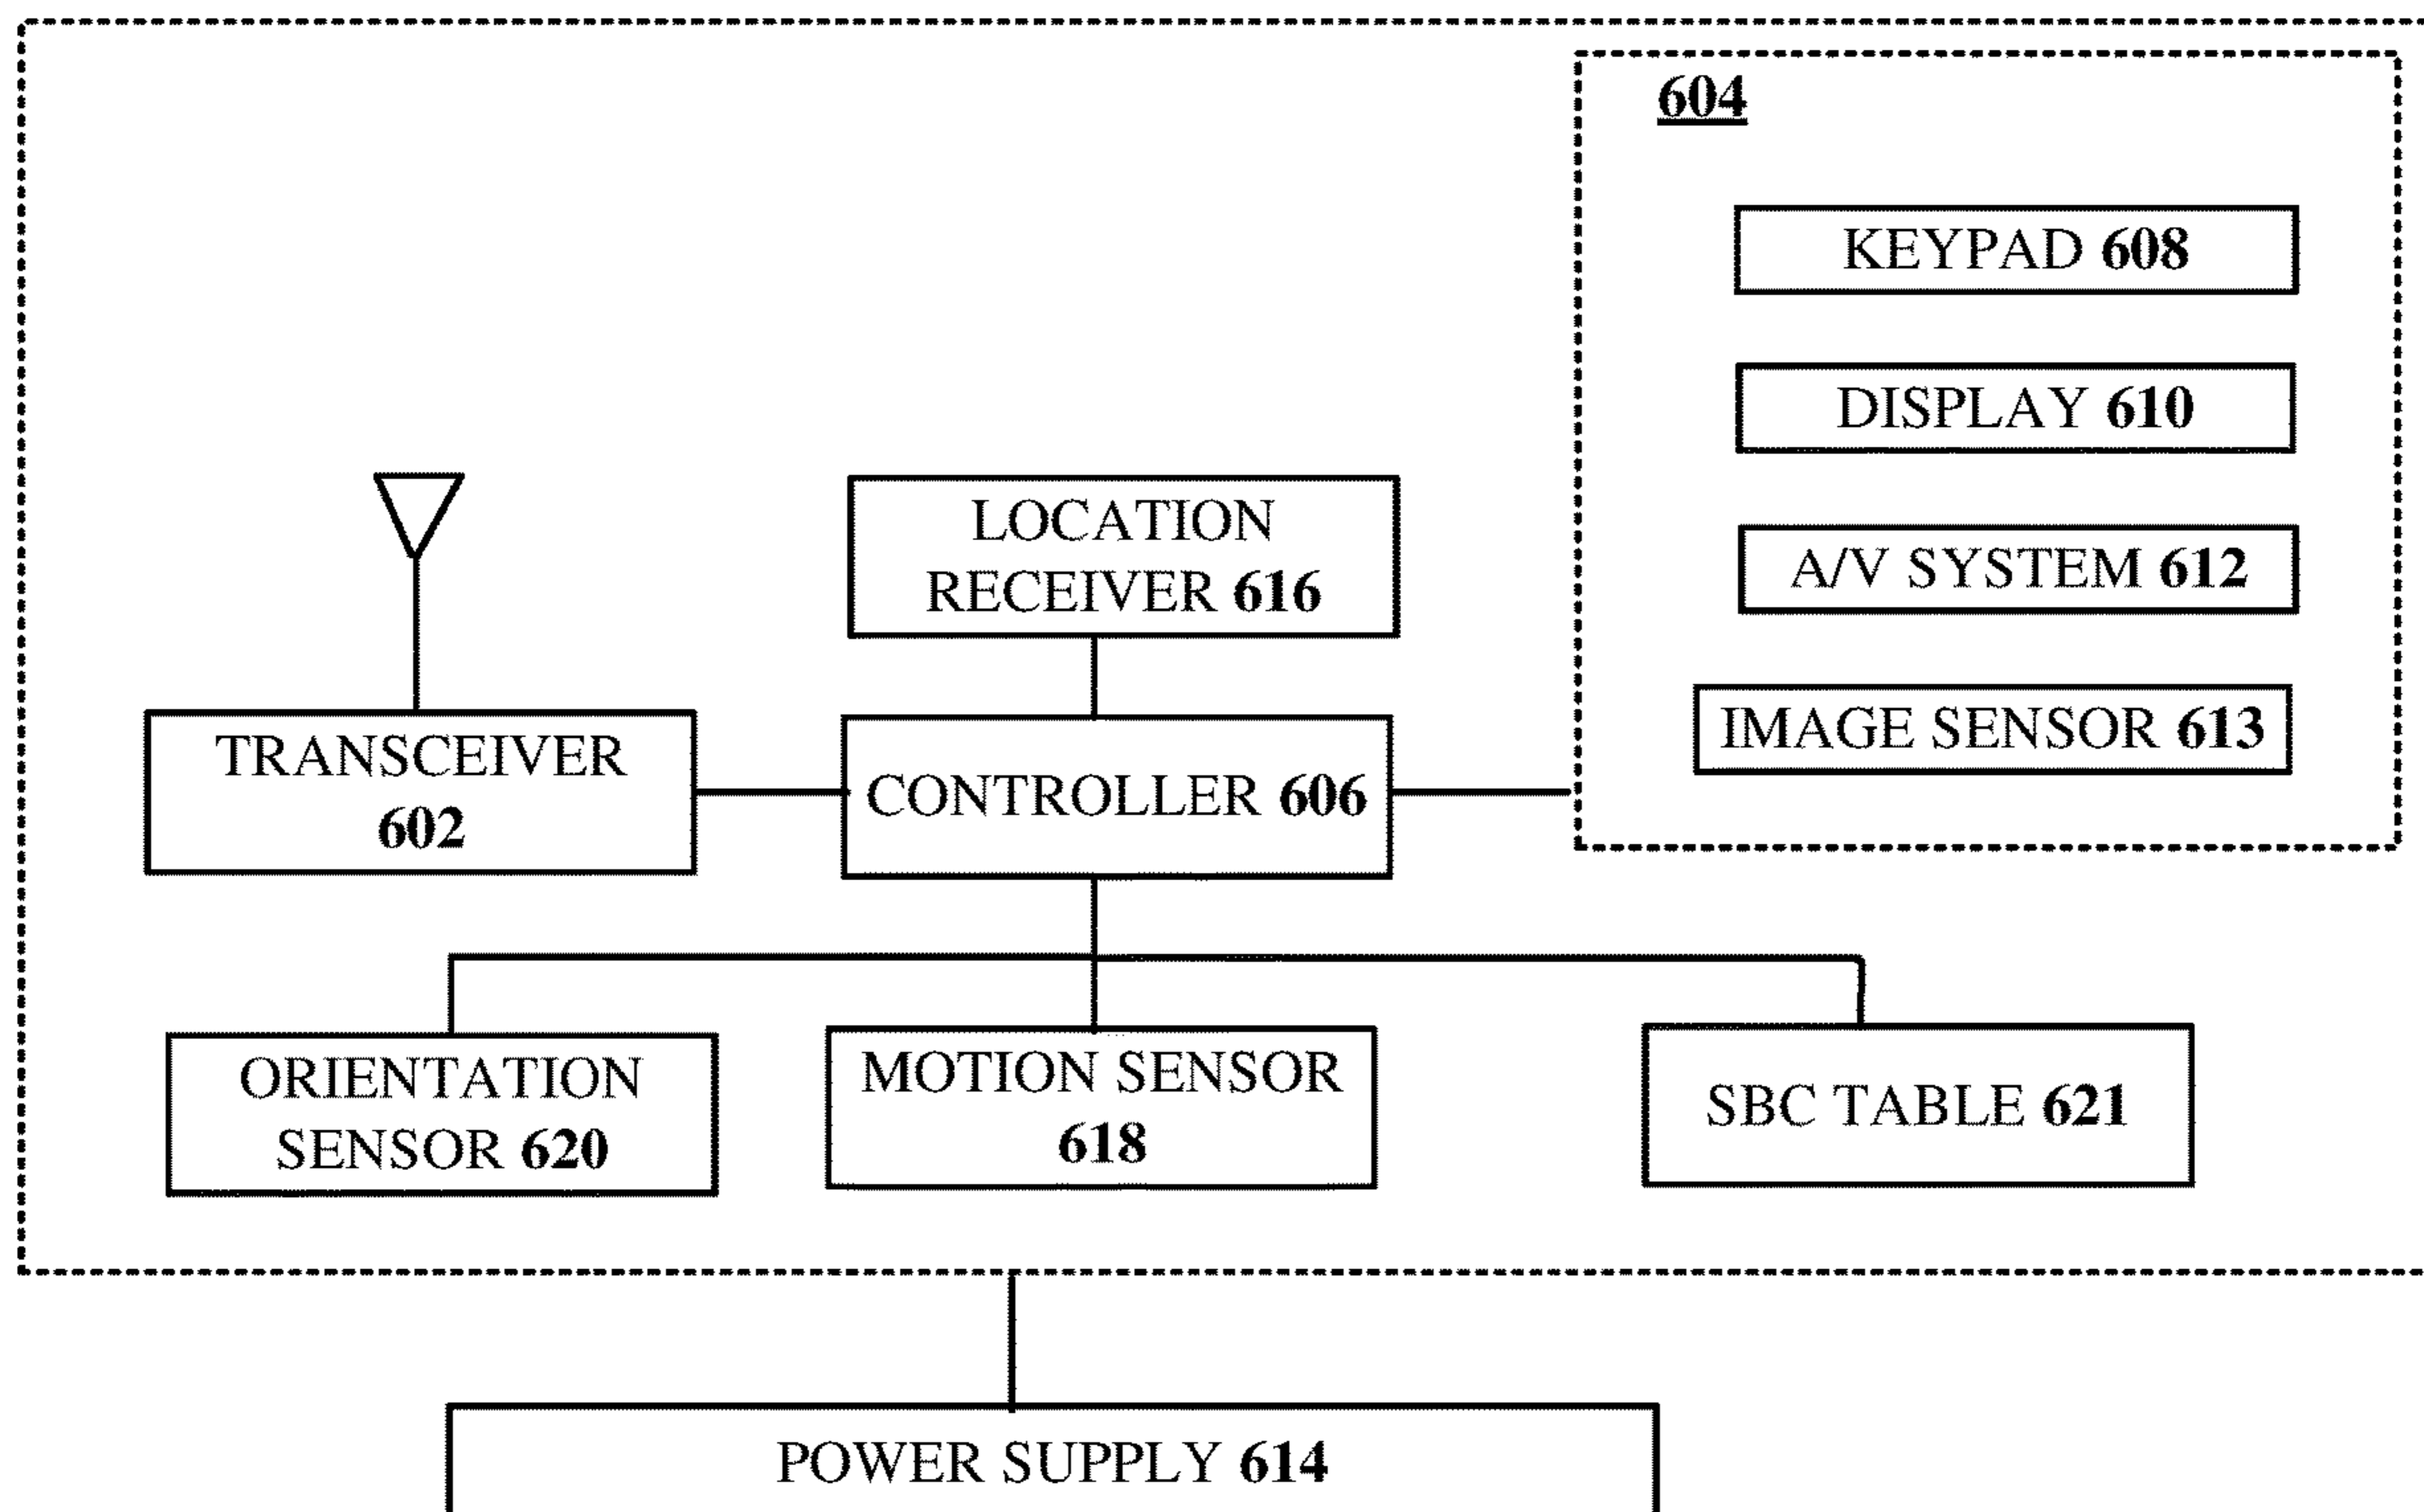 604
KEYPAD 608
DISPLAY 610
A/V SYSTEM 612
IMAGE SENSOR 613
LOCATION
RECEIVER 616
TRANSCEIVER
602
CONTROLLER 606
ORIENTATION
SENSOR 620
MOTION SENSOR
618
SBC TABLE 621
POWER SUPPLY 614